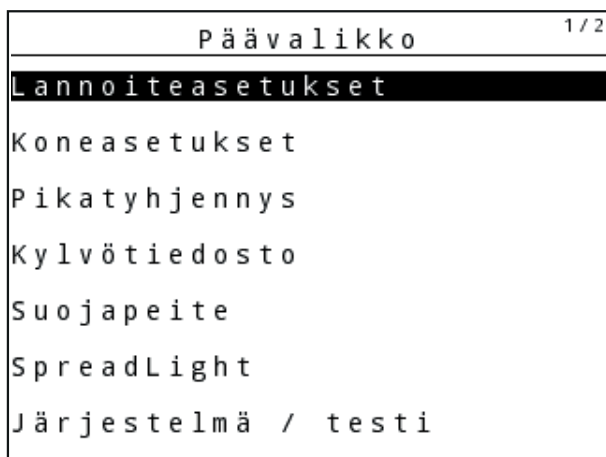 Päävalikko 1/2
Lannoiteasetukset
Koneasetukset
Pikatyhjennys
Kylvötiedosto
Suojapeite
SpreadLight
Järjestelmä / testi